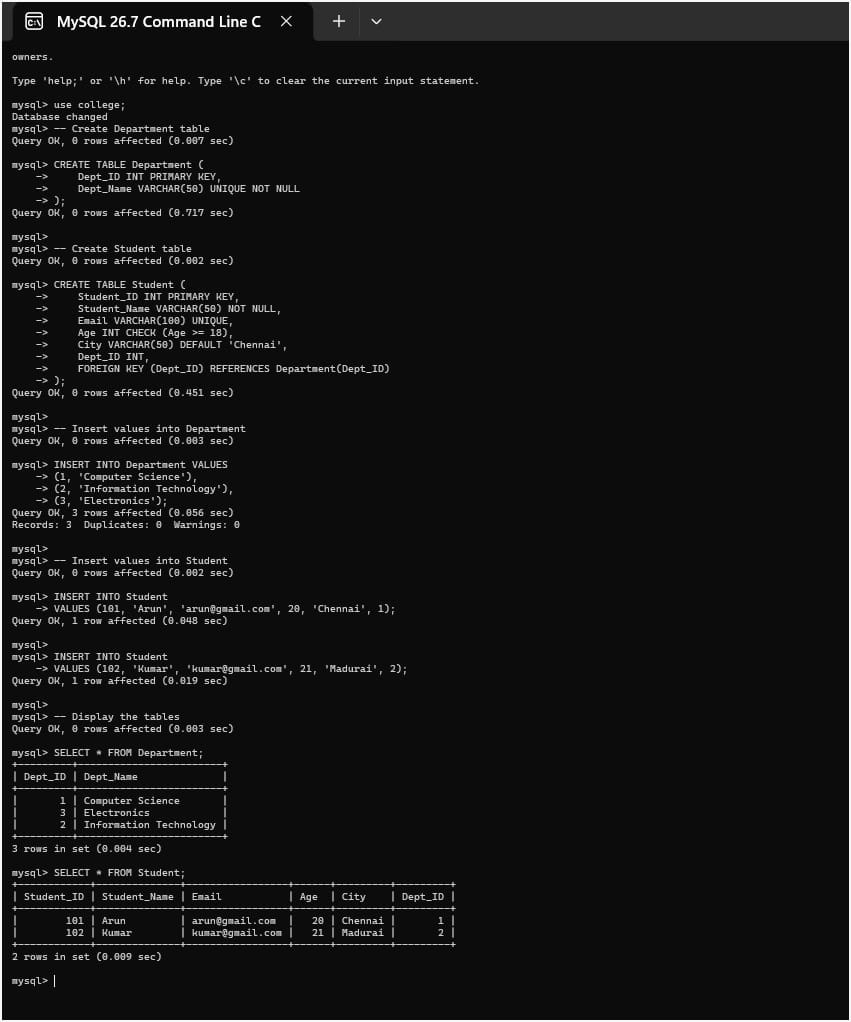 MySQL 26.7 Command Line C
owners.
Type 'help;' or '\h' for help. Type '\c' to clear the current input statement.
mysql> use college;
Database changed
mysql> -- Create Department table
Query OK, 0 rows affected (0.007 sec)
mysql> CREATE TABLE Department (
    ->     Dept_ID INT PRIMARY KEY,
    ->     Dept_Name VARCHAR(50) UNIQUE NOT NULL
    -> );
Query OK, 0 rows affected (0.717 sec)
mysql>
mysql> -- Create Student table
Query OK, 0 rows affected (0.002 sec)
mysql> CREATE TABLE Student (
    ->     Student_ID INT PRIMARY KEY,
    ->     Student_Name VARCHAR(50) NOT NULL,
    ->     Email VARCHAR(100) UNIQUE,
    ->     Age INT CHECK (Age >= 18),
    ->     City VARCHAR(50) DEFAULT 'Chennai',
    ->     Dept_ID INT,
    ->     FOREIGN KEY (Dept_ID) REFERENCES Department(Dept_ID)
    -> );
Query OK, 0 rows affected (0.451 sec)
mysql>
mysql> -- Insert values into Department
Query OK, 0 rows affected (0.003 sec)
mysql> INSERT INTO Department VALUES
    -> (1, 'Computer Science'),
    -> (2, 'Information Technology'),
    -> (3, 'Electronics');
Query OK, 3 rows affected (0.056 sec)
Records: 3  Duplicates: 0  Warnings: 0
mysql>
mysql> -- Insert values into Student
Query OK, 0 rows affected (0.002 sec)
mysql> INSERT INTO Student
    -> VALUES (101, 'Arun', 'arun@gmail.com', 20, 'Chennai', 1);
Query OK, 1 row affected (0.048 sec)
mysql>
mysql> INSERT INTO Student
    -> VALUES (102, 'Kumar', 'kumar@gmail.com', 21, 'Madurai', 2);
Query OK, 1 row affected (0.019 sec)
mysql>
mysql> -- Display the tables
Query OK, 0 rows affected (0.003 sec)
mysql> SELECT * FROM Department;
+---------+------------------------+
| Dept_ID | Dept_Name              |
+---------+------------------------+
|       1 | Computer Science       |
|       3 | Electronics            |
|       2 | Information Technology |
+---------+------------------------+
3 rows in set (0.004 sec)
mysql> SELECT * FROM Student;
+------------+--------------+-----------------+------+---------+---------+
| Student_ID | Student_Name | Email           | Age  | City    | Dept_ID |
+------------+--------------+-----------------+------+---------+---------+
|        101 | Arun         | arun@gmail.com  |   20 | Chennai |       1 |
|        102 | Kumar        | kumar@gmail.com |   21 | Madurai |       2 |
+------------+--------------+-----------------+------+---------+---------+
2 rows in set (0.009 sec)
mysql>